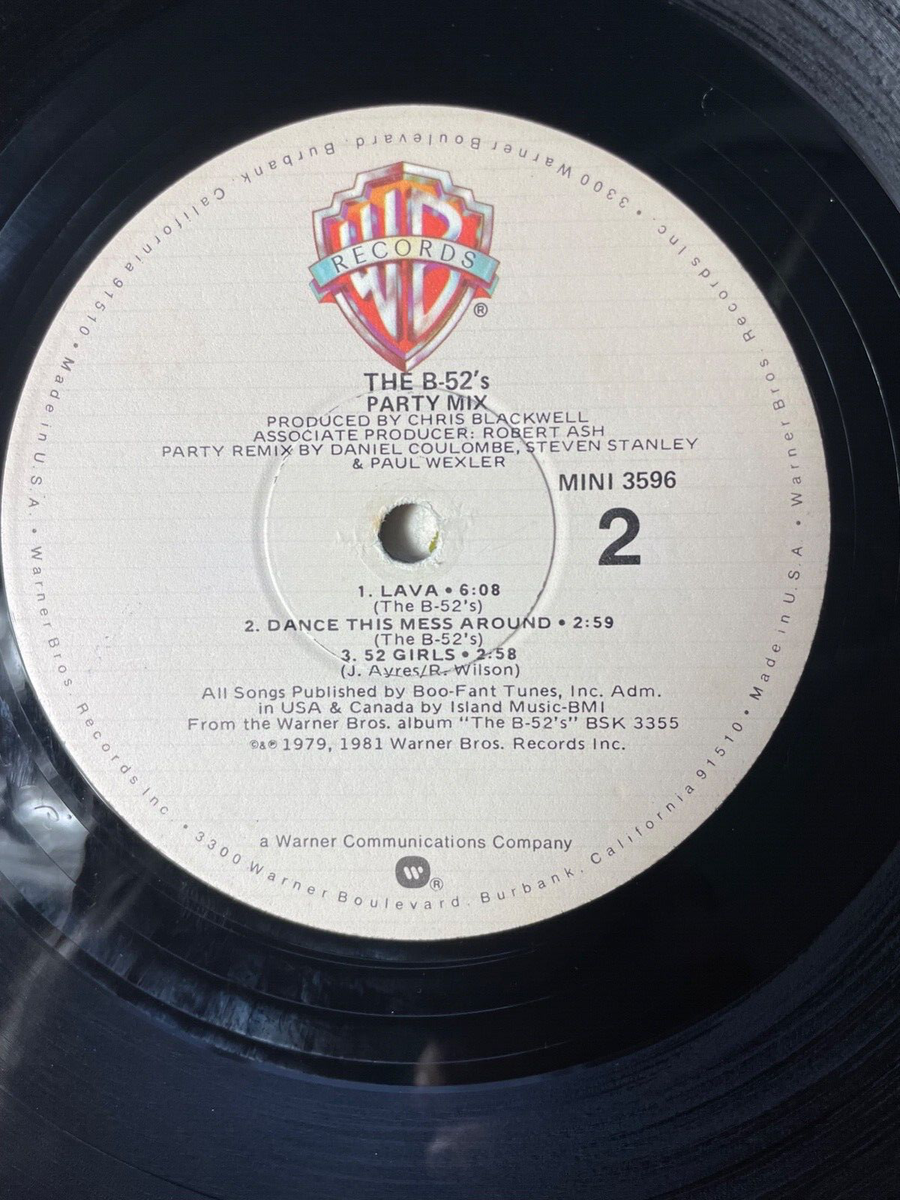 WB
RECORDS
®
THE B-52's
PARTY MIX
PRODUCED BY CHRIS BLACKWELL
ASSOCIATE PRODUCER: ROBERT ASH
PARTY REMIX BY DANIEL COULOMBE, STEVEN STANLEY
& PAUL WEXLER
MINI 3596
2
1. LAVA • 6:08
(The B-52's)
2. DANCE THIS MESS AROUND • 2:59
(The B-52's)
3. 52 GIRLS • 2:58
(J. Ayres/R. Wilson)
All Songs Published by Boo-Fant Tunes, Inc. Adm.
in USA & Canada by Island Music-BMI
From the Warner Bros. album "The B-52's" BSK 3355
©&℗ 1979, 1981 Warner Bros. Records Inc.
a Warner Communications Company
®
Warner Bros. Records Inc. • 3300 Warner Boulevard. Burbank. California 91510 • Made in U.S.A. • Warner Bros. Records Inc. • 3300 Warner Boulevard. Burbank. California 91510 • Made in U.S.A. •